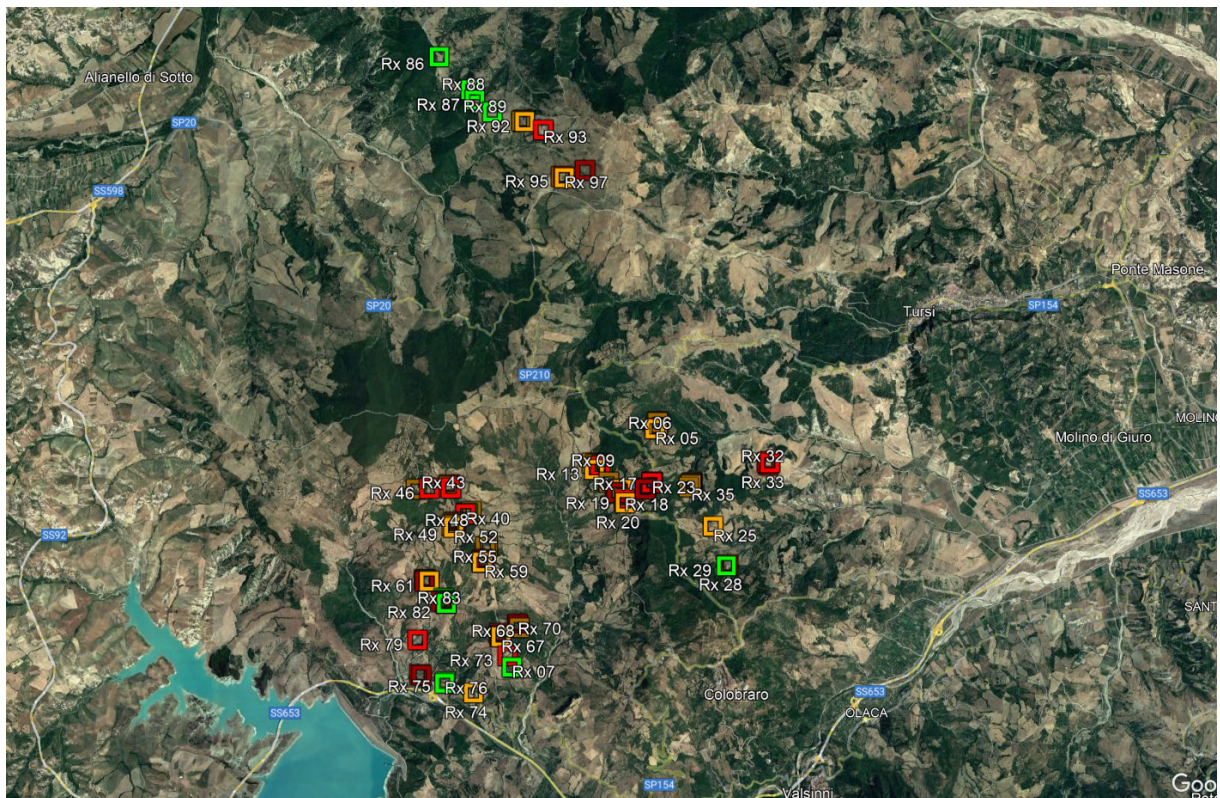 Rx 86
Alianello di Sotto
Rx 88
Rx 87
Rx 89
SP20
Rx 92
Rx 93
Rx 95
Rx 97
SS598
Ponte Masone
SP20
Tursi
SP154
SP210
MOLINO
Rx 06
Rx 05
Molino di Giuro
Rx 09
Rx 32
Rx 13
Rx 33
Rx 43
Rx 17
Rx 23
Rx 46
Rx 35
SS653
Rx 19
Rx 18
Rx 20
Rx 48
Rx 40
Rx 49
Rx 52
Rx 25
SS92
Rx 55
Rx 59
Rx 29
Rx 28
Rx 61
Rx 83
Rx 82
SANT
Rx 68
Rx 70
Rx 79
Rx 67
Rx 73
Rx 07
Rx 75
Rx 76
Colobraro
SS653
Rx 74
SS653
OLACA
SP154
Valsinni
Goo